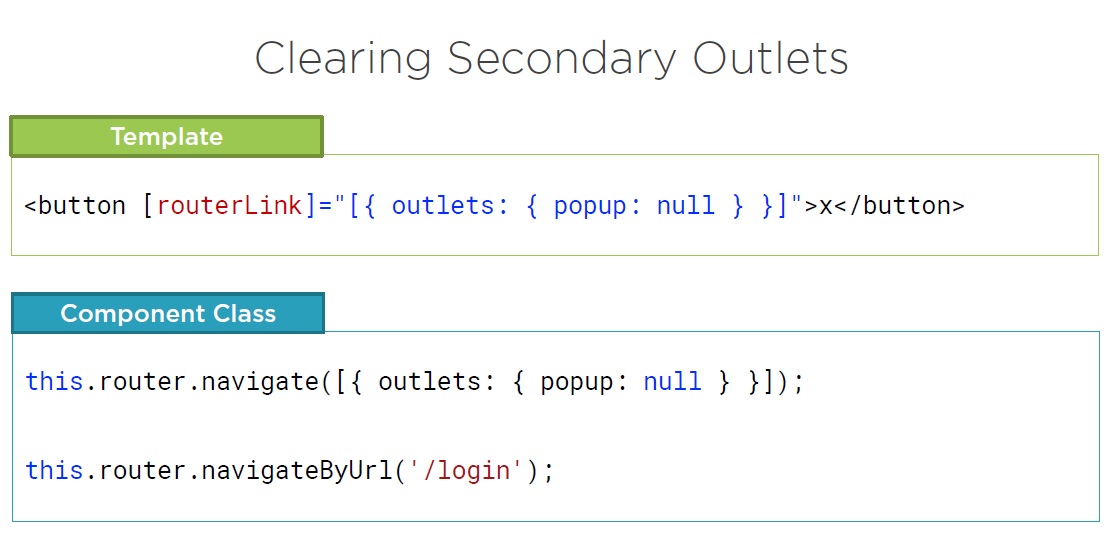 Clearing Secondary Outlets
Template
<button [routerLink]="[{ outlets: { popup: null } }]">x</button>
Component Class
this.router.navigate([{ outlets: { popup: null } }]);
this.router.navigateByUrl('/login');